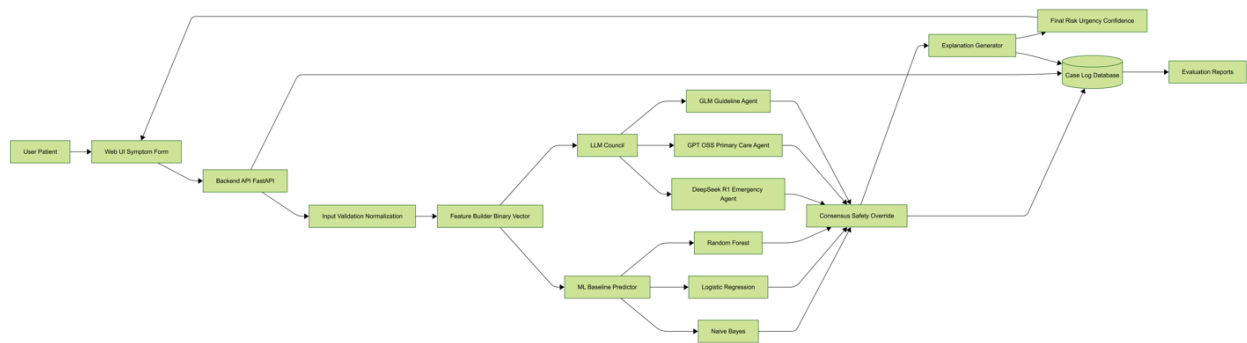 User Patient
Web UI Symptom Form
Backend API FastAPI
Input Validation Normalization
Feature Builder Binary Vector
LLM Council
ML Baseline Predictor
GLM Guideline Agent
GPT OSS Primary Care Agent
DeepSeek R1 Emergency
Agent
Random Forest
Logistic Regression
Naive Bayes
Consensus Safety Override
Explanation Generator
Final Risk Urgency Confidence
Case Log Database
Evaluation Reports